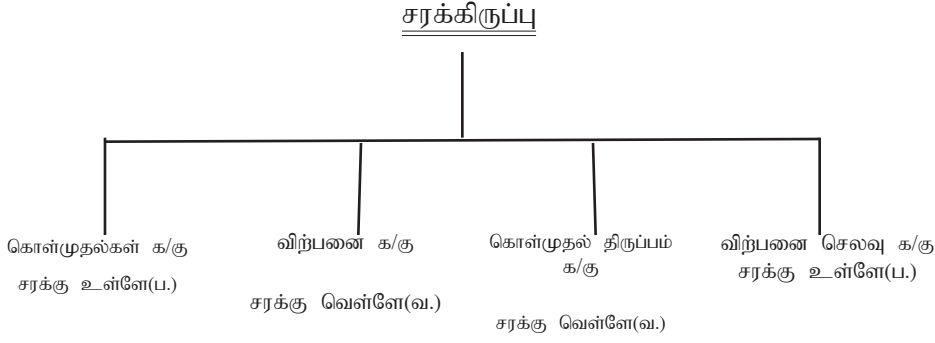 சரக்கிருப்பு
கொள்முதல்கள் க/கு
சரக்கு உள்ளே(ப.)
விற்பனை க/கு
சரக்கு வெள்ளே(வ.)
கொள்முதல் திருப்பம்
க/கு
சரக்கு வெள்ளே(வ.)
விற்பனை செலவு க/கு
சரக்கு உள்ளே(ப.)